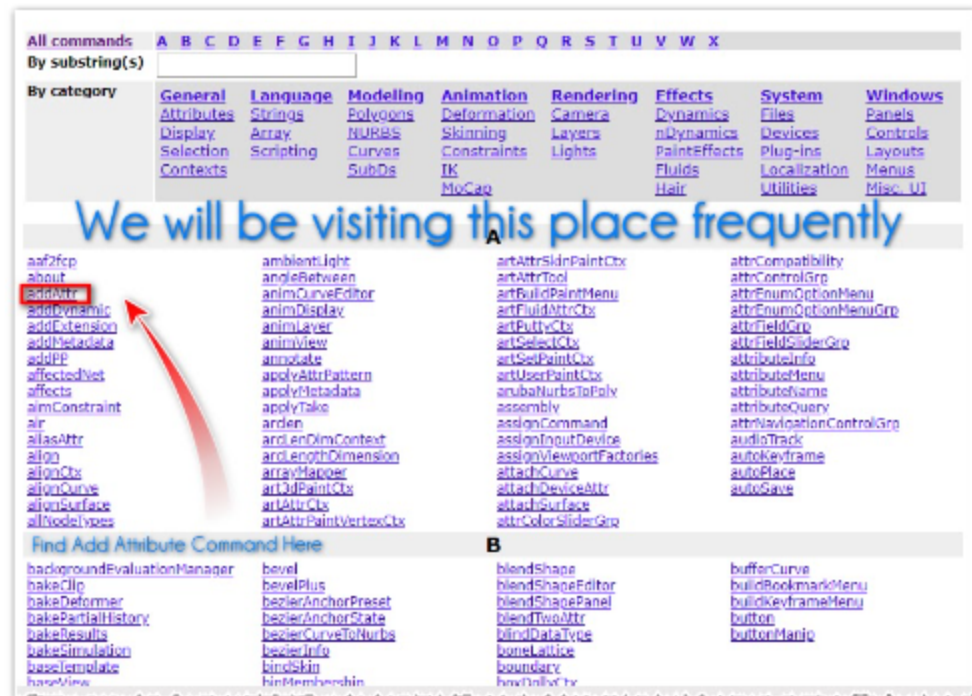 All commands A B C D E F G H I J K L M N O P Q R S T U V W X
By substring(s)
By category
General Language Modeling Animation Rendering Effects System Windows
Attributes Strings Polygons Deformation Camera Dynamics Files Panels
Display Array NURBS Skinning Layers nDynamics Devices Controls
Selection Scripting Curves Constraints Lights PaintEffects Plug-ins Layouts
Contexts SubDs IK Fluids Localization Menus
MoCap Hair Utilities Misc. UI
We will be visiting this place frequently
A
aaf2fcp ambientLight artAttrSkinPaintCtx attrCompatibility
about angleBetween artAttrTool attrControlGrp
addAttr animCurveEditor artBuildPaintMenu attrEnumOptionMenu
addDynamic animDisplay artFluidAttrCtx attrEnumOptionMenuGrp
addExtension animLayer artPuttyCtx attrFieldGrp
addMetadata animView artSelectCtx attrFieldSliderGrp
addPP annotate artSetPaintCtx attributeInfo
affectedNet applyAttrPattern artUserPaintCtx attributeMenu
affects applyMetadata arubaNurbsToPoly attributeName
aimConstraint applyTake assembly attributeQuery
air arden assignCommand attrNavigationControlGrp
aliasAttr arcLenDimContext assignInputDevice audioTrack
align arcLengthDimension assignViewportFactories autoKeyframe
alignCtx arrayMapper attachCurve autoPlace
alignCurve art3dPaintCtx attachDeviceAttr autoSave
alignSurface artAttrCtx attachSurface
allNodeTypes artAttrPaintVertexCtx attrColorSliderGrp
Find Add Attribute Command Here
B
backgroundEvaluationManager bevel blendShape bufferCurve
bakeClip bevelPlus blendShapeEditor buildBookmarkMenu
bakeDeformer bezierAnchorPreset blendShapePanel buildKeyframeMenu
bakePartialHistory bezierAnchorState blendTwoAttr button
bakeResults bezierCurveToNurbs blindDataType buttonManip
bakeSimulation bezierInfo boneLattice
baseTemplate bindSkin boundary
baseView binMembership boxDollyCtx